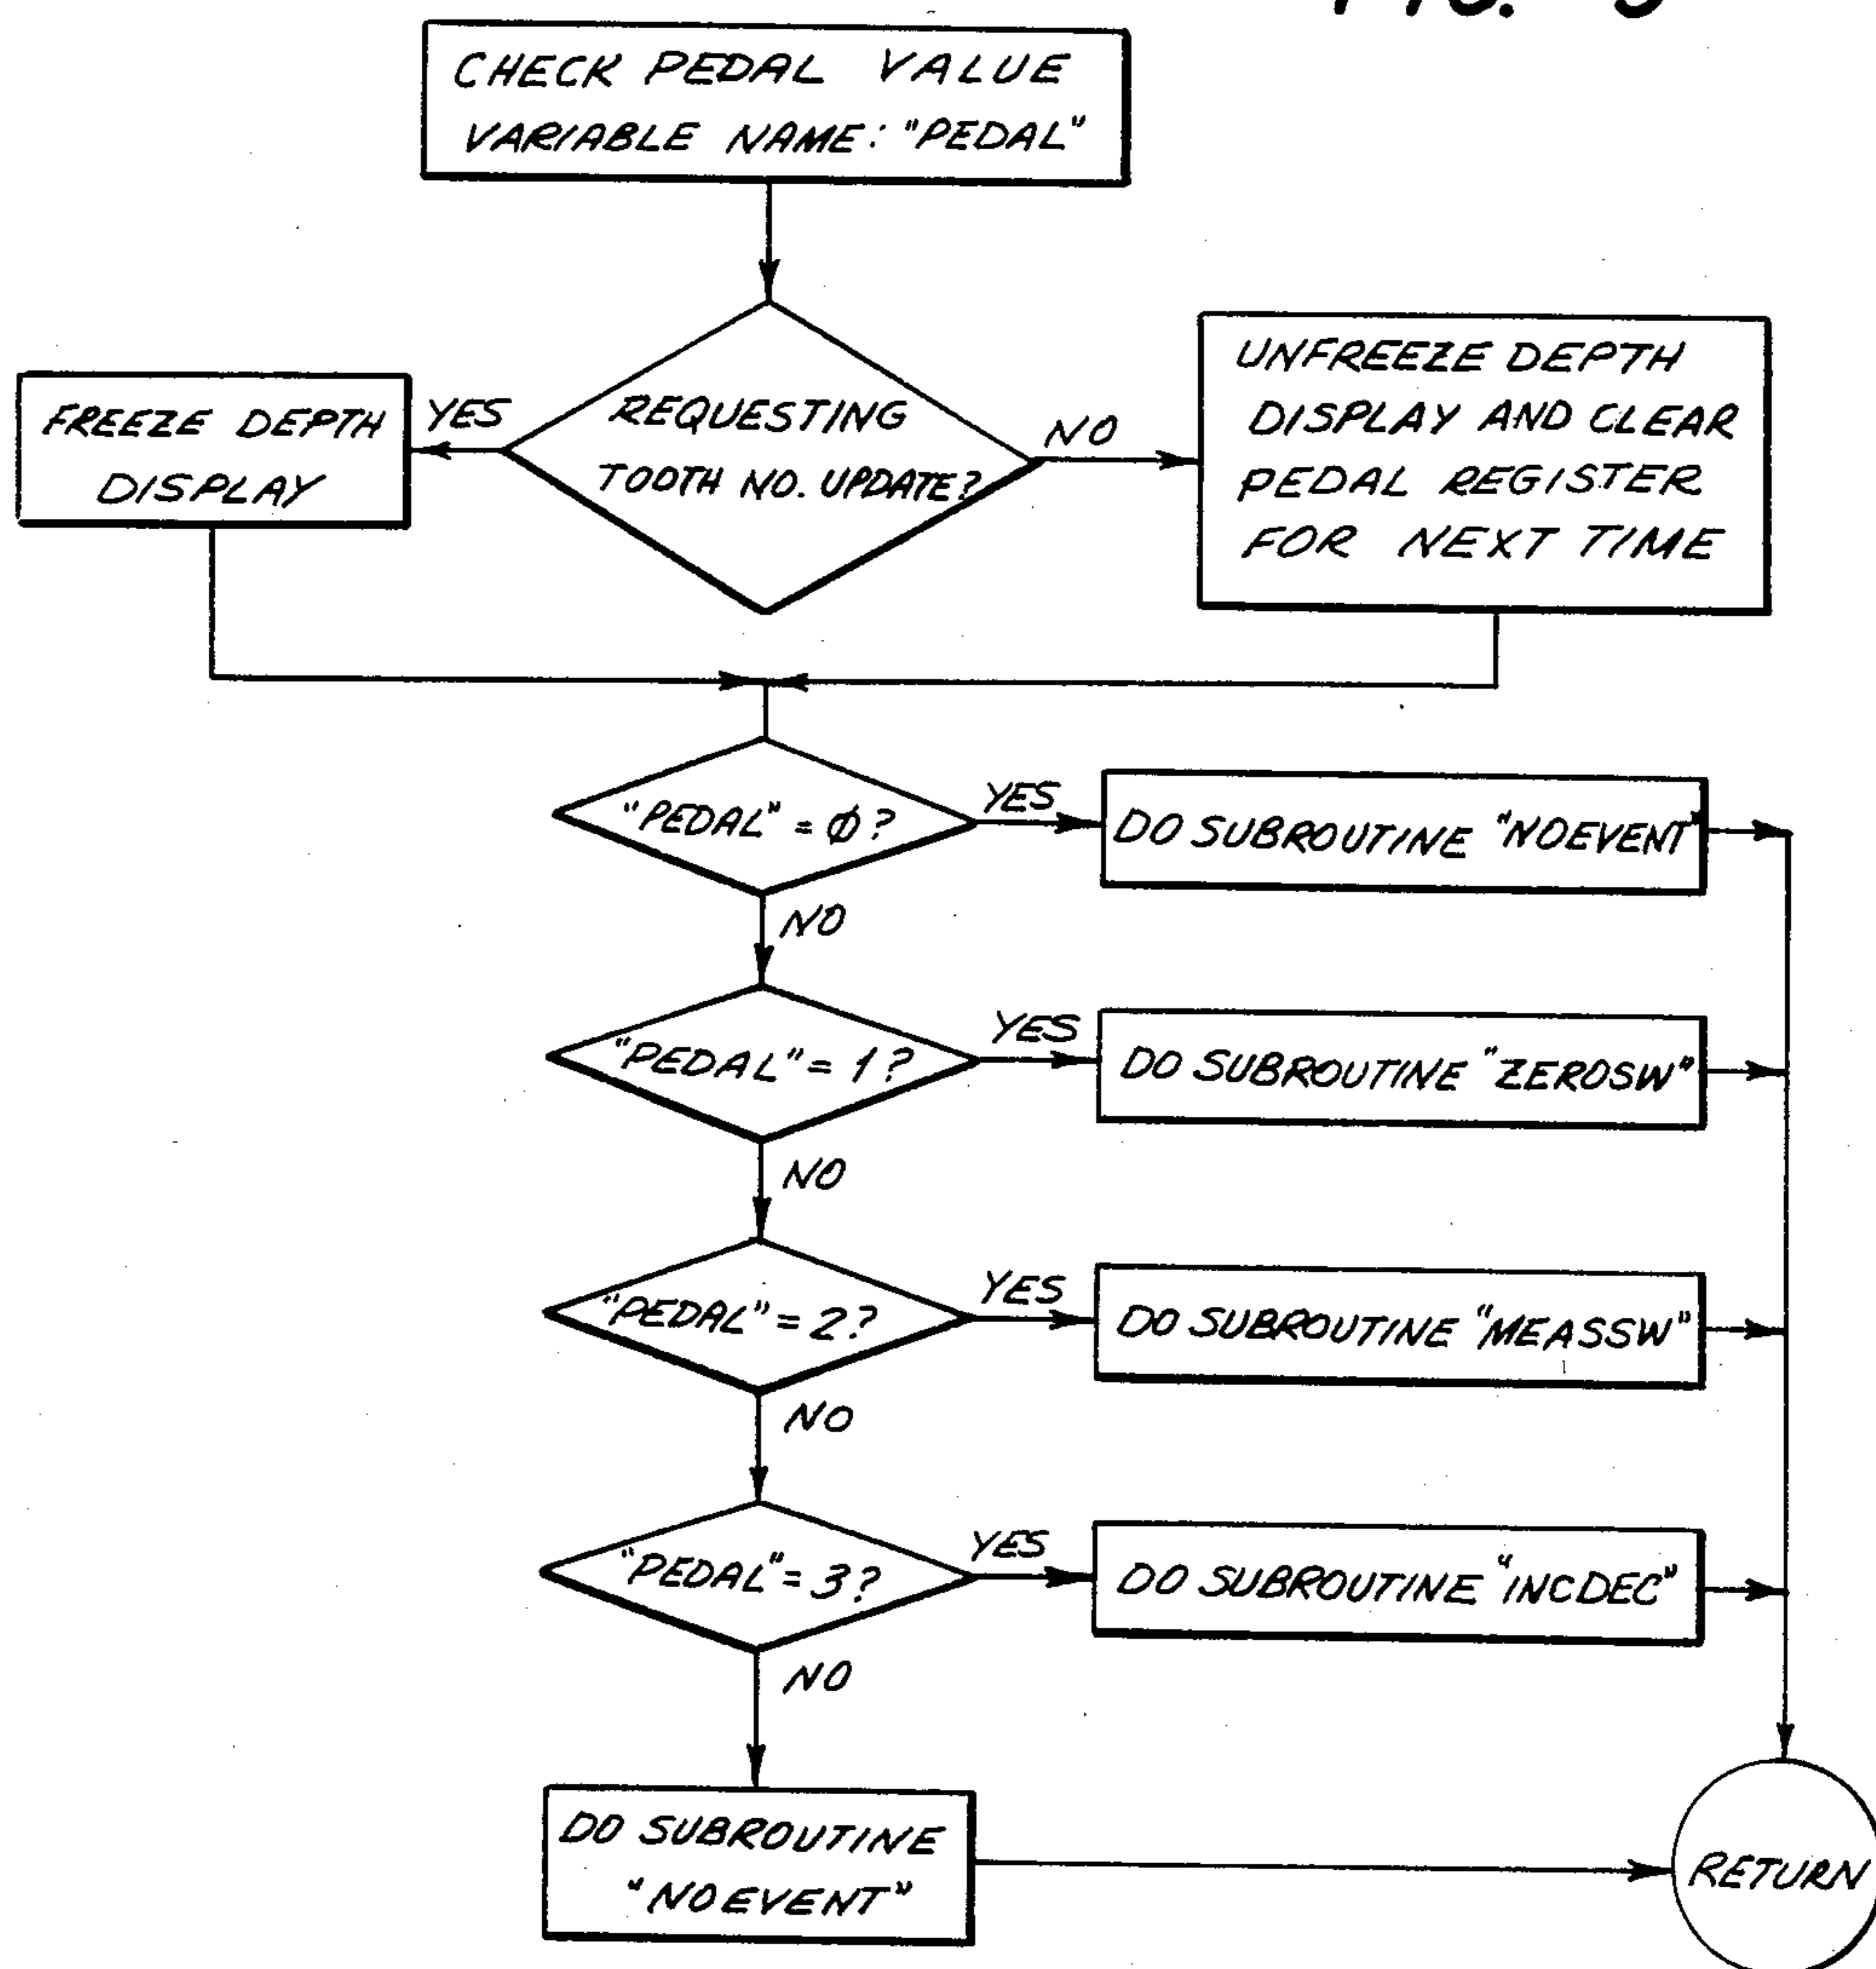 CHECK PEDAL VALUE
VARIABLE NAME: "PEDAL"
REQUESTING
TOOTH NO. UPDATE?
YES
FREEZE DEPTH
DISPLAY
NO
UNFREEZE DEPTH
DISPLAY AND CLEAR
PEDAL REGISTER
FOR NEXT TIME
"PEDAL" = Ø?
YES
DO SUBROUTINE "NOEVENT"
NO
"PEDAL" = 1?
YES
DO SUBROUTINE "ZEROSW"
NO
"PEDAL" = 2?
YES
DO SUBROUTINE "MEASSW"
NO
"PEDAL" = 3?
YES
DO SUBROUTINE "INCDEC"
NO
DO SUBROUTINE
"NOEVENT"
RETURN